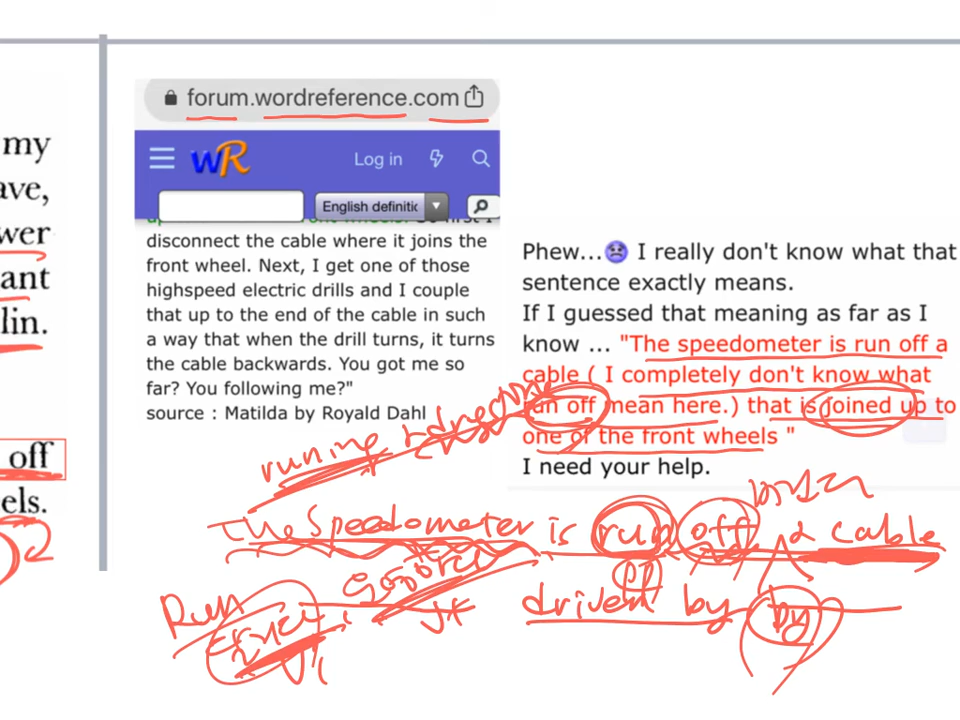 my
ave,
wer
ant
lin.
off
els.
forum.wordreference.com
WR
Log in
English definitic
disconnect the cable where it joins the
front wheel. Next, I get one of those
highspeed electric drills and I couple
that up to the end of the cable in such
a way that when the drill turns, it turns
the cable backwards. You got me so
far? You following me?"
source : Matilda by Royald Dahl
Phew... I really don't know what that
sentence exactly means.
If I guessed that meaning as far as I
know ... "The speedometer is run off a
cable ( I completely don't know what
run off mean here.) that is joined up to
one of the front wheels "
I need your help.
running
The Speedometer is run off a cable
Run
driven by by